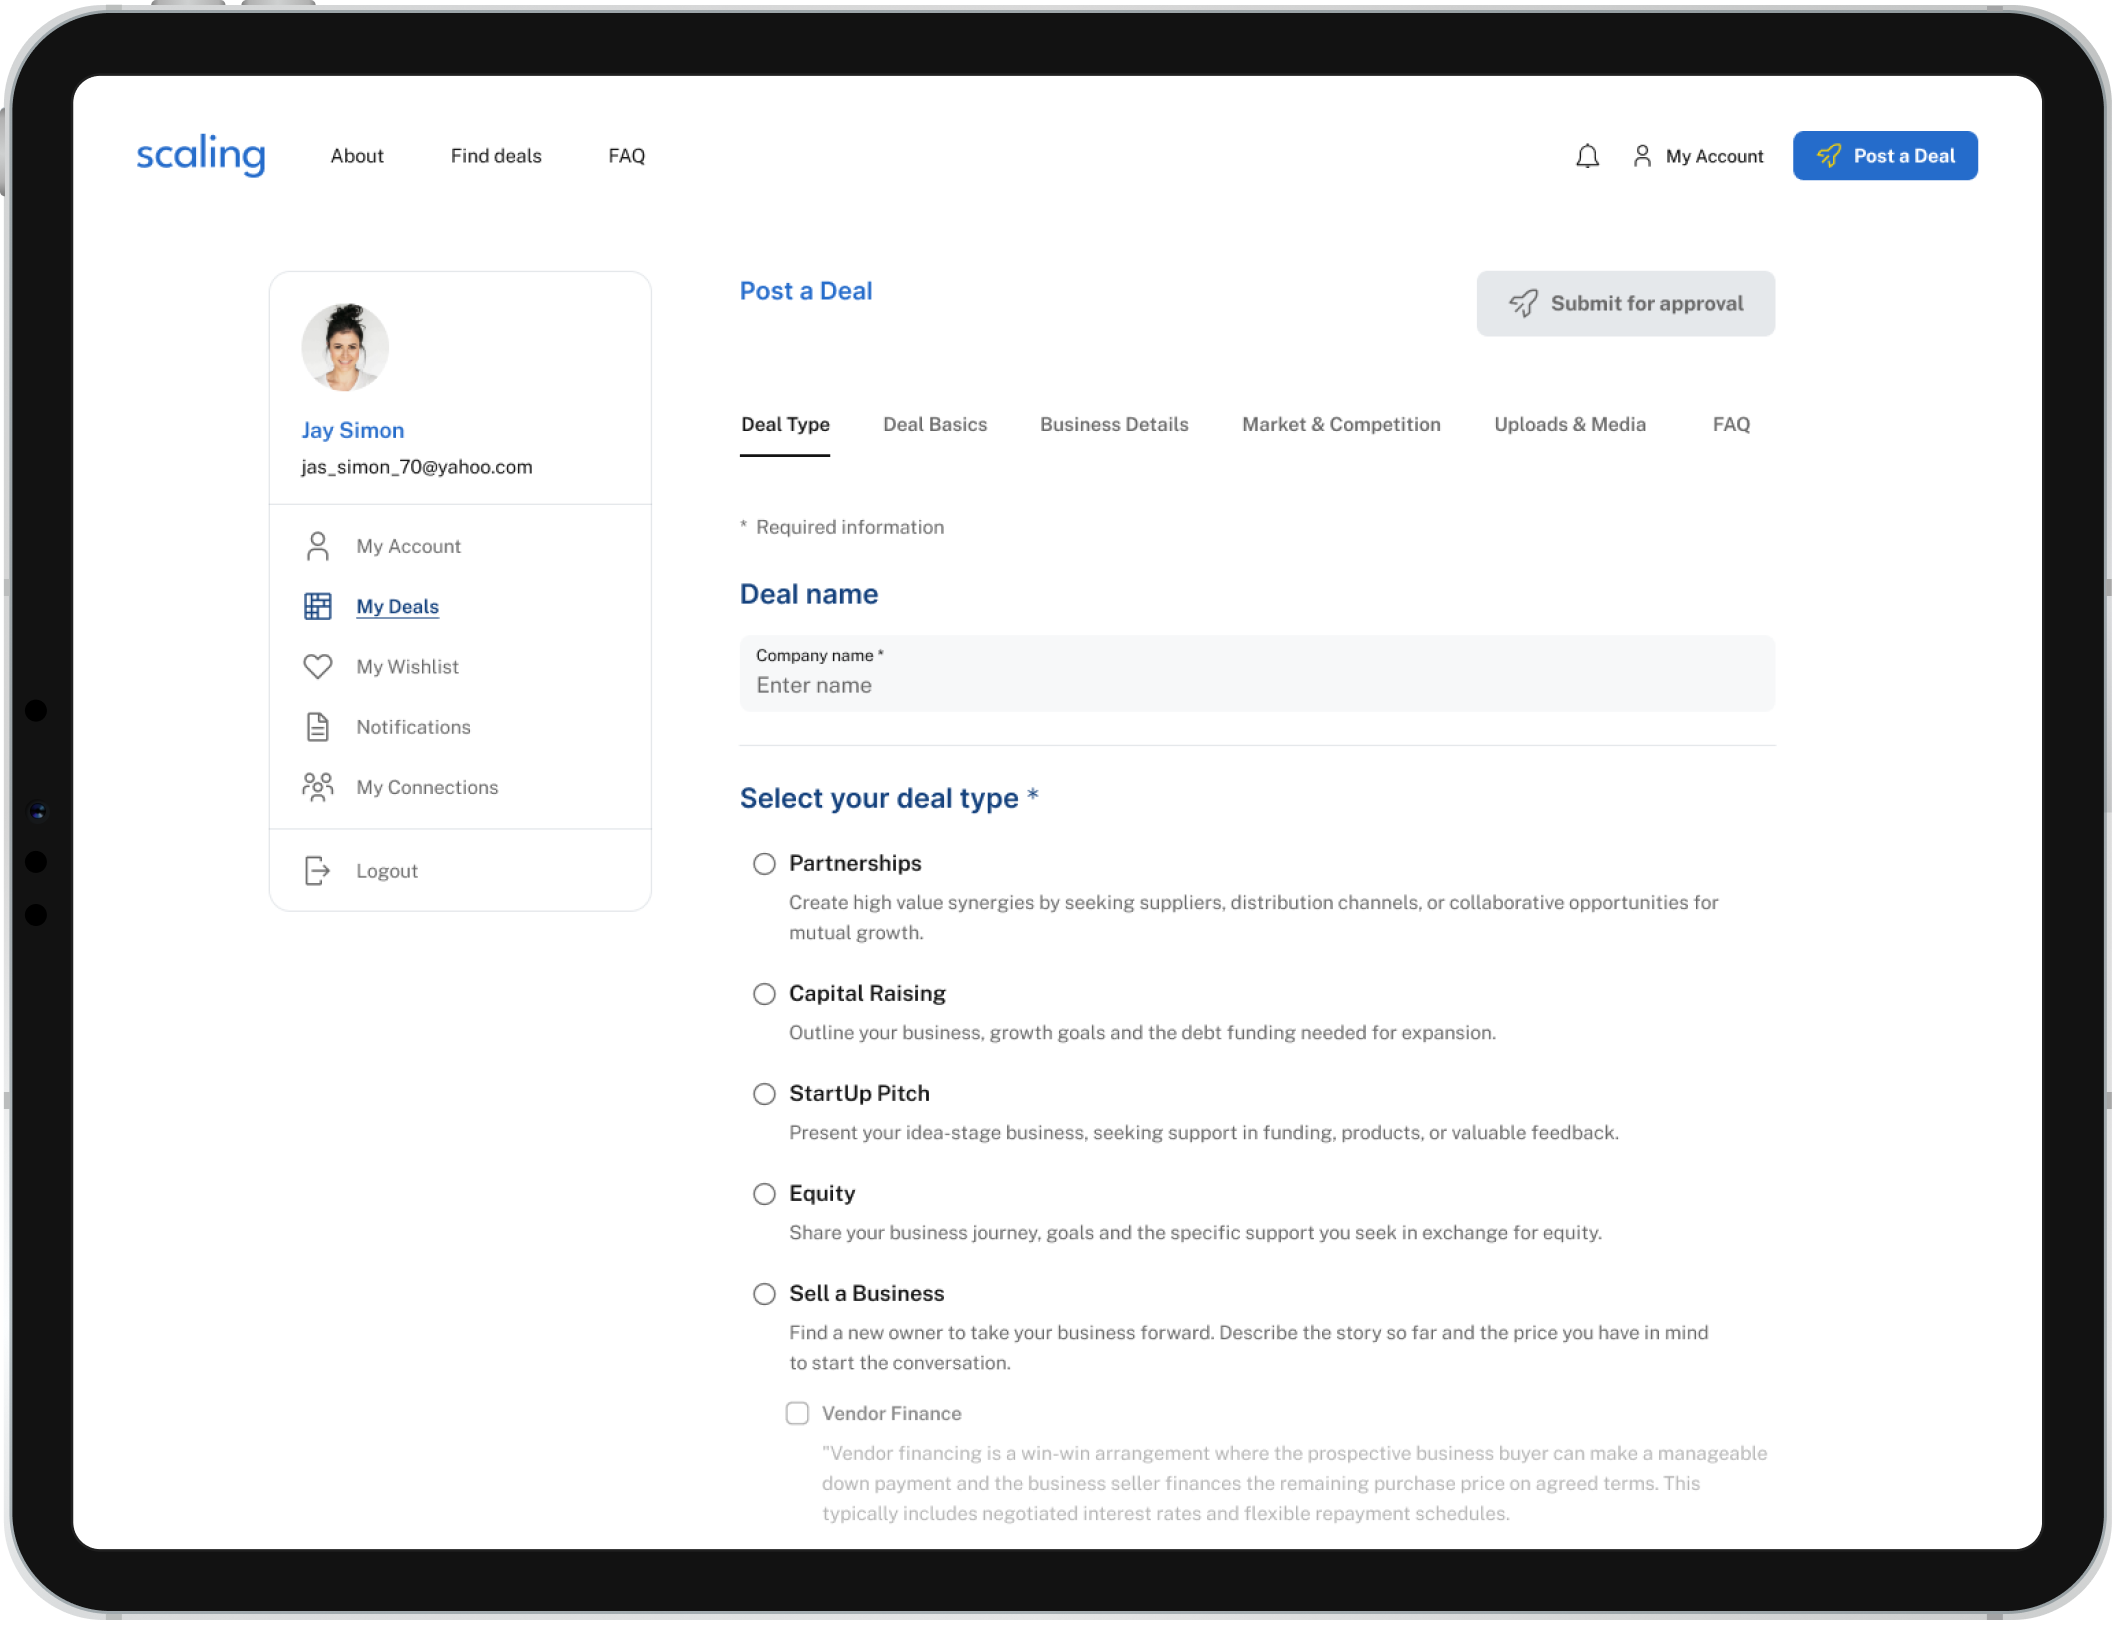 scaling
About
Find deals
FAQ
My Account
Post a Deal
Jay Simon
jas_simon_70@yahoo.com
My Account
My Deals
My Wishlist
Notifications
My Connections
Logout
Post a Deal
Submit for approval
Deal Type
Deal Basics
Business Details
Market & Competition
Uploads & Media
FAQ
* Required information
Deal name
Company name *
Enter name
Select your deal type *
Partnerships
Create high value synergies by seeking suppliers, distribution channels, or collaborative opportunities for
mutual growth.
Capital Raising
Outline your business, growth goals and the debt funding needed for expansion.
StartUp Pitch
Present your idea-stage business, seeking support in funding, products, or valuable feedback.
Equity
Share your business journey, goals and the specific support you seek in exchange for equity.
Sell a Business
Find a new owner to take your business forward. Describe the story so far and the price you have in mind
to start the conversation.
Vendor Finance
"Vendor financing is a win-win arrangement where the prospective business buyer can make a manageable
down payment and the business seller finances the remaining purchase price on agreed terms. This
typically includes negotiated interest rates and flexible repayment schedules.